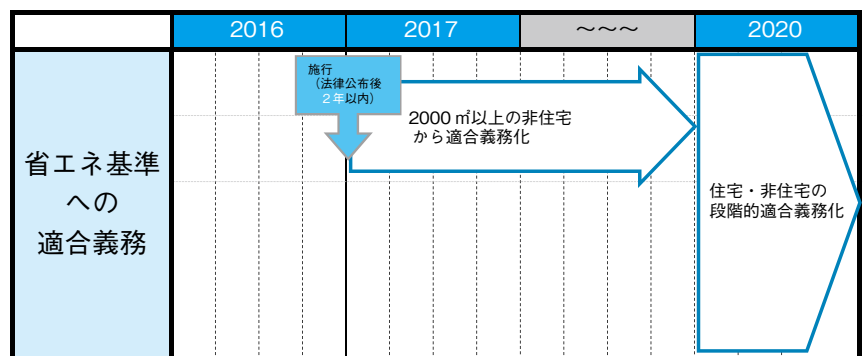 2016
2017
～～～
2020
省エネ基準
への
適合義務
施行
（法律公布後
２年以内）
2000 ㎡以上の非住宅
から適合義務化
住宅・非住宅の
段階的適合義務化